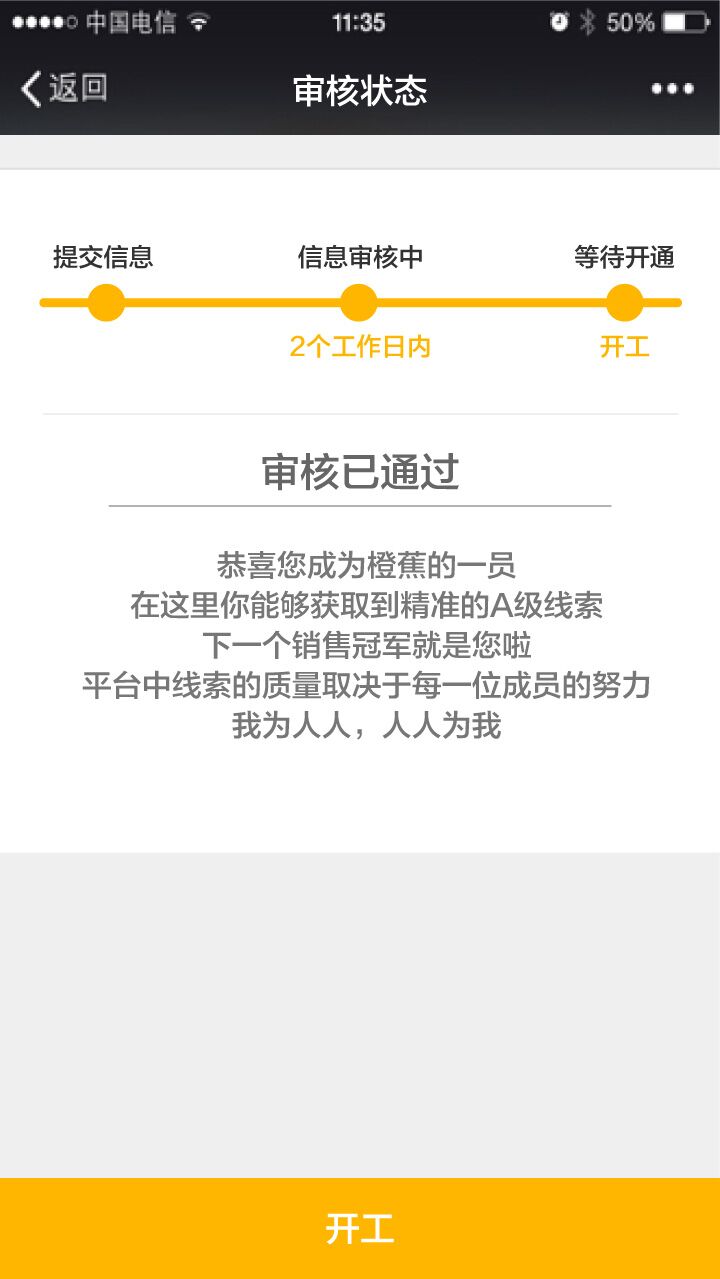 中国电信 11:35 50%
返回 审核状态
提交信息 信息审核中 等待开通
2个工作日内 开工
审核已通过
恭喜您成为橙蕉的一员
在这里你能够获取到精准的A级线索
下一个销售冠军就是您啦
平台中线索的质量取决于每一位成员的努力
我为人人，人人为我
开工